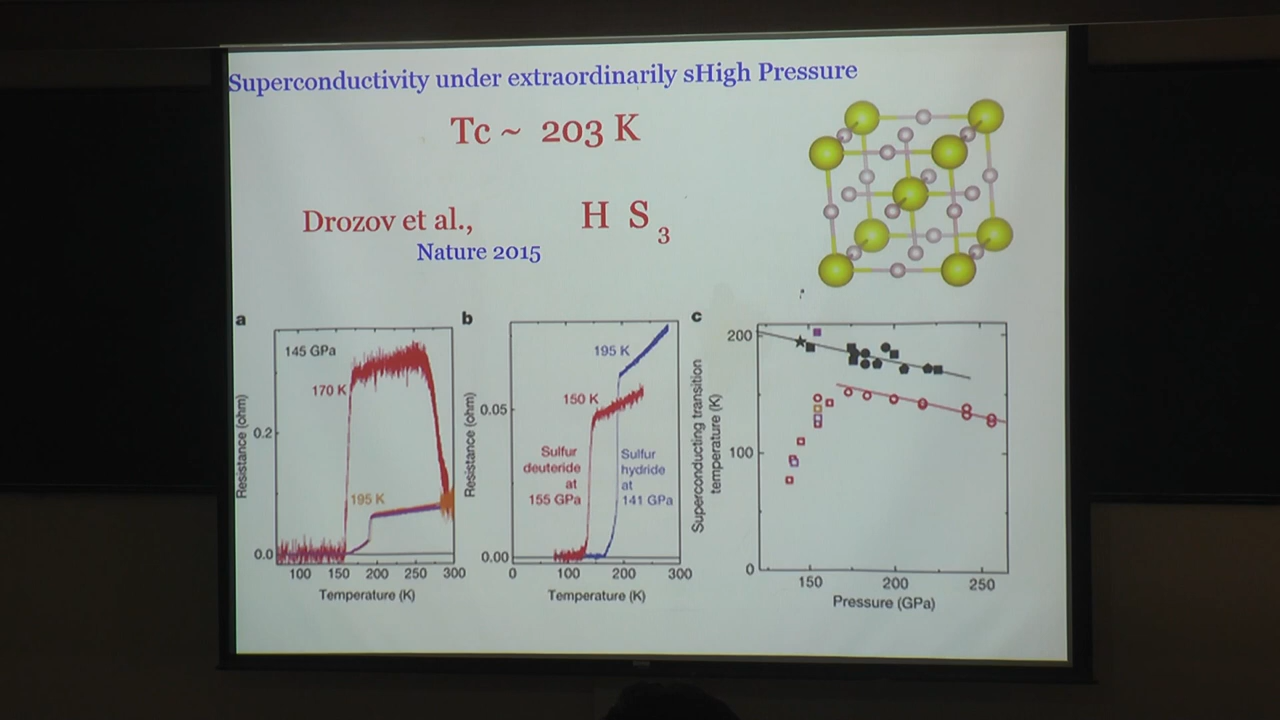 Superconductivity under extraordinarily sHigh Pressure
Tc ~ 203 K
Drozov et al.,
H S3
Nature 2015
a
145 GPa
170 K
195 K
Resistance (ohm)
0.2
0.0
100 150 200 250 300
Temperature (K)
b
195 K
150 K
Sulfur
deuteride
at
155 GPa
Sulfur
hydride
at
141 GPa
Resistance (ohm)
0.05
0.00
0 100 200 300
Temperature (K)
c
Superconducting transition
temperature (K)
200
100
0
150 200 250
Pressure (GPa)